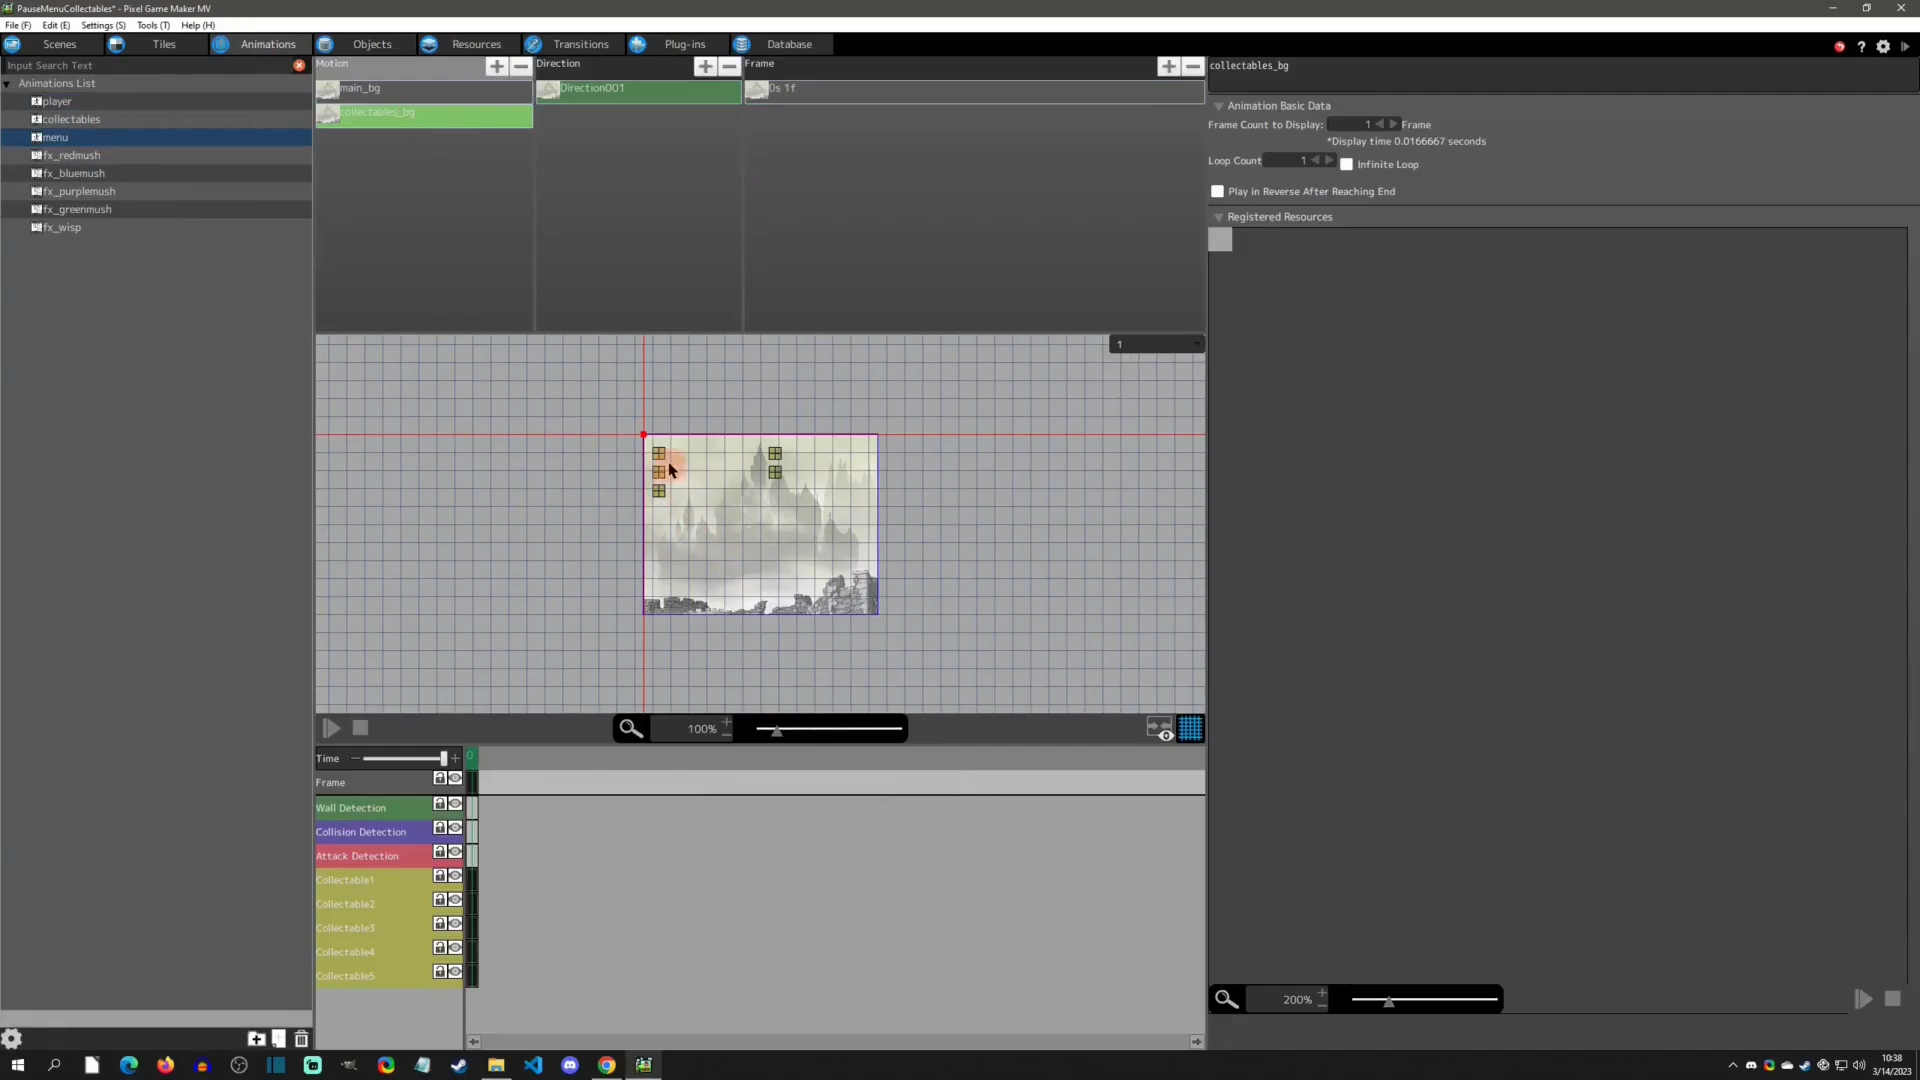 PauseMenuCollectables* - Pixel Game Maker MV
File (F) Edit (E) Settings (S) Tools (T) Help (H)
Scenes Tiles Animations Objects Resources Transitions Plug-ins Database
Input Search Text
Animations List
player
collectables
menu
fx_redmush
fx_bluemush
fx_purplemush
fx_greenmush
fx_wisp
Motion
main_bg
collectables_bg
Direction
Direction001
Frame
0s 1f
1
100%
Time
0
Frame
Wall Detection
Collision Detection
Attack Detection
Collectable1
Collectable2
Collectable3
Collectable4
Collectable5
collectables_bg
Animation Basic Data
Frame Count to Display: 1 Frame
*Display time 0.0166667 seconds
Loop Count 1 Infinite Loop
Play in Reverse After Reaching End
Registered Resources
200%
10:38
3/14/2023